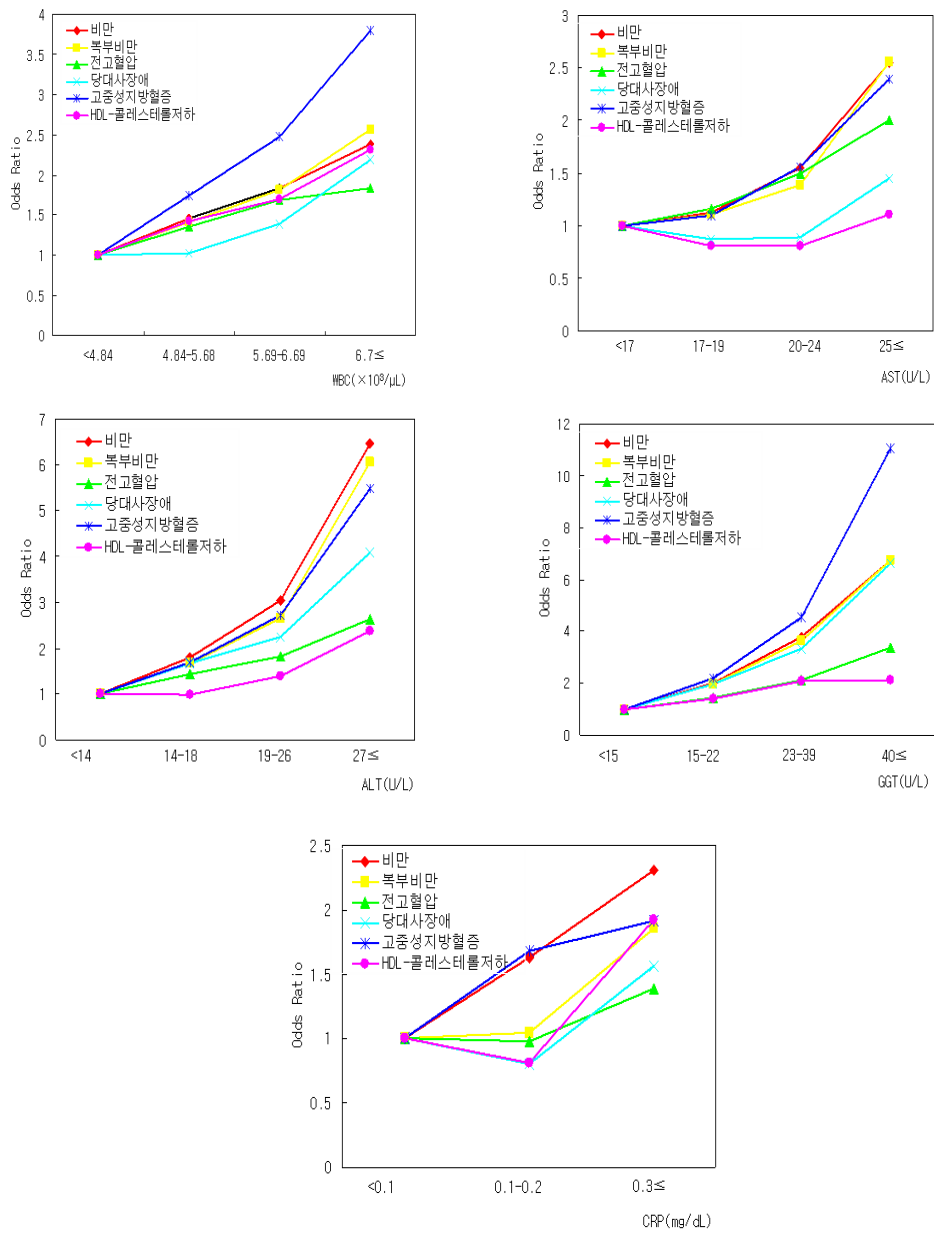 4
3.5
3
2.5
2
1.5
1
0.5
0
Odds Ratio
비만
복부비만
전고혈압
당대사장애
고중성지방혈증
HDL-콜레스테롤저하
<4.84
4.84-5.68
5.69-6.69
6.7≤
WBC(×10³/µL)
3
2.5
2
1.5
1
0.5
0
Odds Ratio
비만
복부비만
전고혈압
당대사장애
고중성지방혈증
HDL-콜레스테롤저하
<17
17-19
20-24
25≤
AST(U/L)
7
6
5
4
3
2
1
0
Odds Ratio
비만
복부비만
전고혈압
당대사장애
고중성지방혈증
HDL-콜레스테롤저하
<14
14-18
19-26
27≤
ALT(U/L)
12
10
8
6
4
2
0
Odds Ratio
비만
복부비만
전고혈압
당대사장애
고중성지방혈증
HDL-콜레스테롤저하
<15
15-22
23-39
40≤
GGT(U/L)
2.5
2
1.5
1
0.5
0
Odds Ratio
비만
복부비만
전고혈압
당대사장애
고중성지방혈증
HDL-콜레스테롤저하
<0.1
0.1-0.2
0.3≤
CRP(mg/dL)